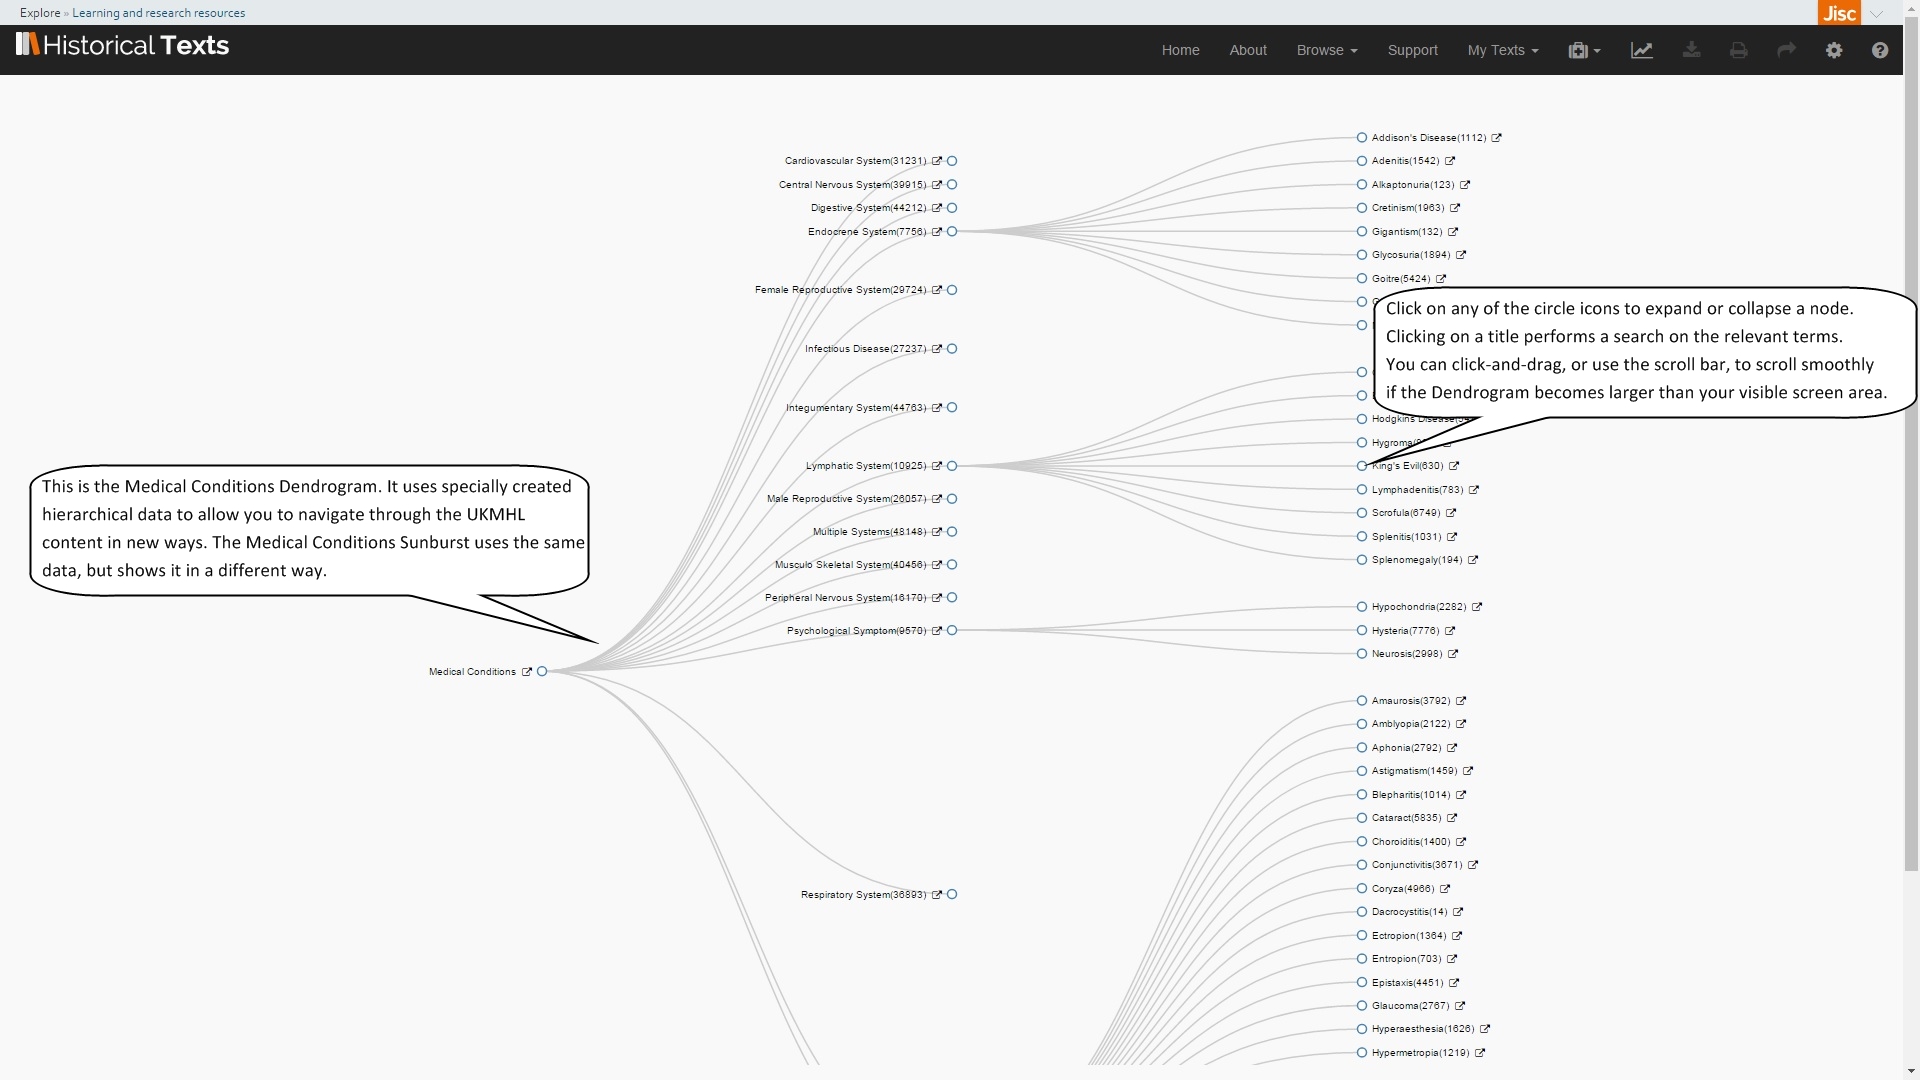 Explore » Learning and research resources
Jisc
Historical Texts
Home
About
Browse
Support
My Texts
Addison's Disease(1112)
Cardiovascular System(31231)
Adenitis(1542)
Central Nervous System(39915)
Alkaptonuria(123)
Digestive System(44212)
Cretinism(1963)
Endocrene System(7756)
Gigantism(132)
Glycosuria(1894)
Goitre(5424)
Female Reproductive System(29724)
Click on any of the circle icons to expand or collapse a node.
Clicking on a title performs a search on the relevant terms.
You can click-and-drag, or use the scroll bar, to scroll smoothly
if the Dendrogram becomes larger than your visible screen area.
Infectious Disease(27237)
Integumentary System(44763)
Hodgkins Disease
Hygroma
Lymphatic System(10925)
King's Evil(630)
This is the Medical Conditions Dendrogram. It uses specially created
hierarchical data to allow you to navigate through the UKMHL
content in new ways. The Medical Conditions Sunburst uses the same
data, but shows it in a different way.
Lymphadenitis(783)
Male Reproductive System(26057)
Scrofula(6749)
Multiple Systems(48148)
Splenitis(1031)
Splenomegaly(194)
Musculo Skeletal System(40456)
Peripheral Nervous System(16170)
Hypochondria(2282)
Psychological Symptom(9570)
Hysteria(7776)
Neurosis(2998)
Medical Conditions
Amaurosis(3792)
Amblyopia(2122)
Aphonia(2792)
Astigmatism(1459)
Blepharitis(1014)
Cataract(5835)
Choroiditis(1400)
Conjunctivitis(3671)
Respiratory System(36893)
Coryza(4966)
Dacrocystitis(14)
Ectropion(1364)
Entropion(703)
Epistaxis(4451)
Glaucoma(2767)
Hyperaesthesia(1626)
Hypermetropia(1219)